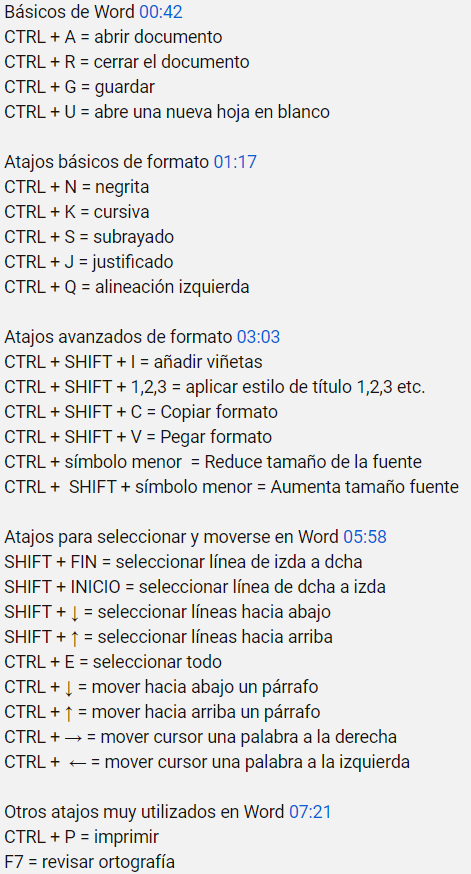 Básicos de Word 00:42
CTRL + A = abrir documento
CTRL + R = cerrar el documento
CTRL + G = guardar
CTRL + U = abre una nueva hoja en blanco

Atajos básicos de formato 01:17
CTRL + N = negrita
CTRL + K = cursiva
CTRL + S = subrayado
CTRL + J = justificado
CTRL + Q = alineación izquierda

Atajos avanzados de formato 03:03
CTRL + SHIFT + I = añadir viñetas
CTRL + SHIFT + 1,2,3 = aplicar estilo de título 1,2,3 etc.
CTRL + SHIFT + C = Copiar formato
CTRL + SHIFT + V = Pegar formato
CTRL + símbolo menor  = Reduce tamaño de la fuente
CTRL +  SHIFT + símbolo menor = Aumenta tamaño fuente

Atajos para seleccionar y moverse en Word 05:58
SHIFT + FIN = seleccionar línea de izda a dcha
SHIFT + INICIO = seleccionar línea de dcha a izda
SHIFT + ↓ = seleccionar líneas hacia abajo
SHIFT + ↑ = seleccionar líneas hacia arriba
CTRL + E = seleccionar todo
CTRL + ↓ = mover hacia abajo un párrafo
CTRL + ↑ = mover hacia arriba un párrafo
CTRL + → = mover cursor una palabra a la derecha
CTRL +  ← = mover cursor una palabra a la izquierda

Otros atajos muy utilizados en Word 07:21
CTRL + P = imprimir
F7 = revisar ortografía